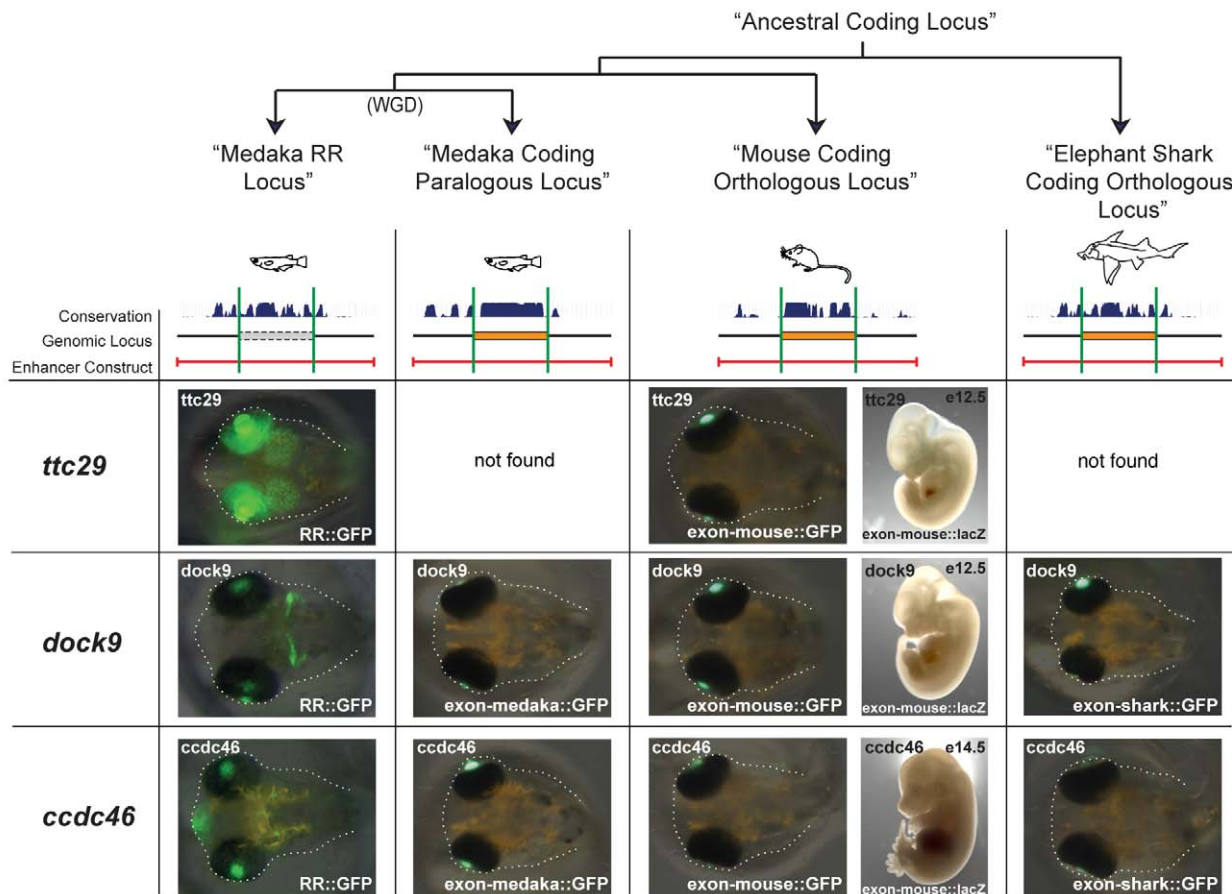 “Ancestral Coding Locus”
(WGD)
“Medaka RR
Locus”
“Medaka Coding
Paralogous Locus”
“Mouse Coding
Orthologous Locus”
“Elephant Shark
Coding Orthologous
Locus”
Conservation
Genomic Locus
Enhancer Construct
ttc29
ttc29
RR::GFP
not found
ttc29
exon-mouse::GFP
ttc29 e12.5
exon-mouse::lacZ
not found
dock9
dock9
RR::GFP
dock9
exon-medaka::GFP
dock9
exon-mouse::GFP
dock9 e12.5
exon-mouse::lacZ
dock9
exon-shark::GFP
ccdc46
ccdc46
RR::GFP
ccdc46
exon-medaka::GFP
ccdc46
exon-mouse::GFP
ccdc46 e14.5
exon-mouse::lacZ
ccdc46
exon-shark::GFP